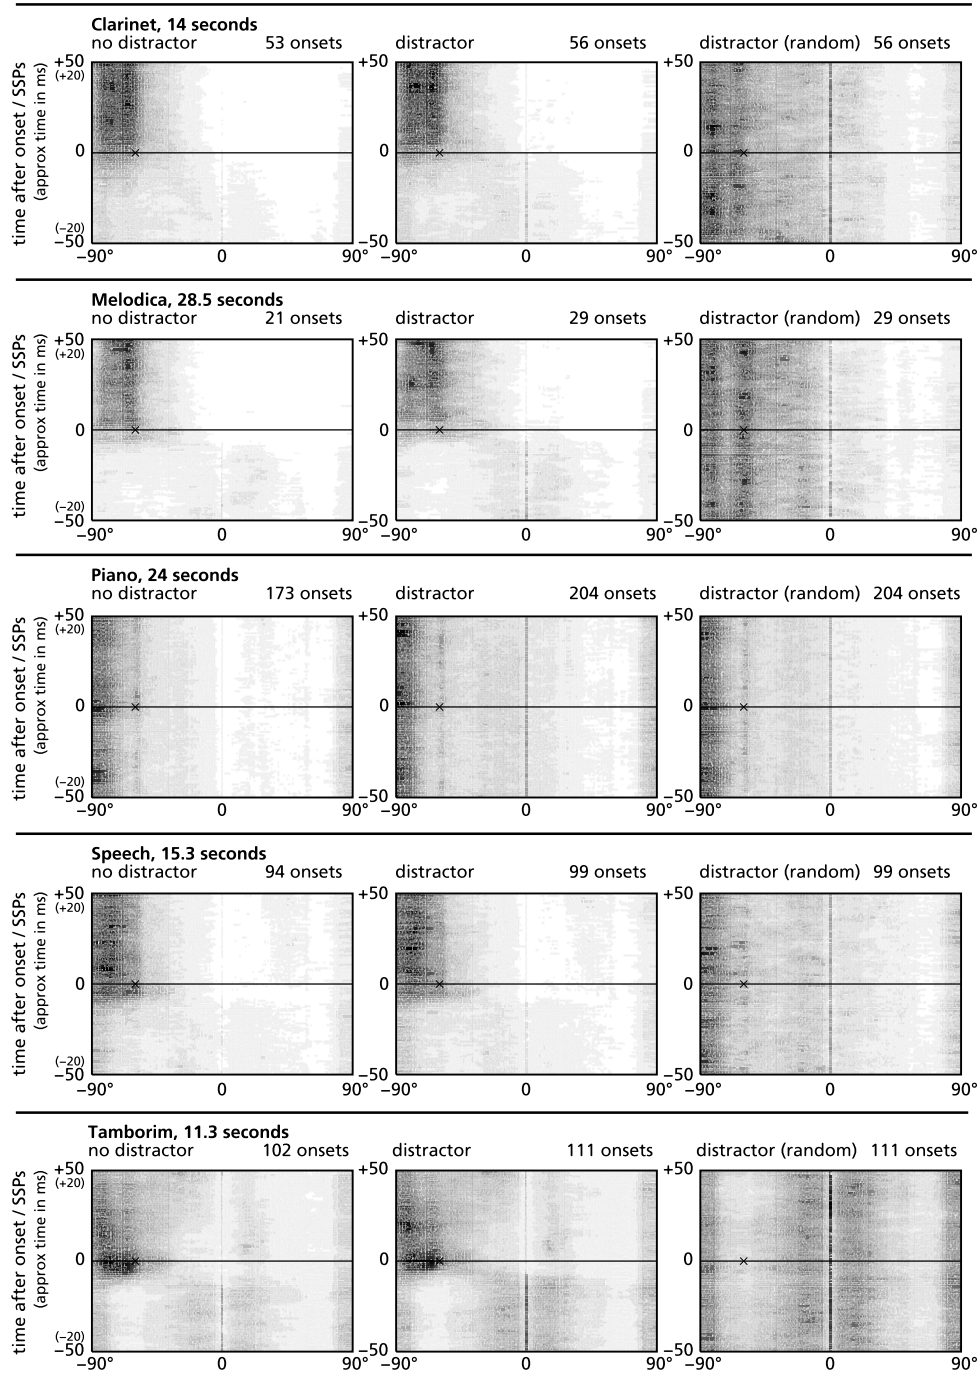 Clarinet, 14 seconds
no distractor 53 onsets distractor 56 onsets distractor (random) 56 onsets
time after onset / SSPs
(approx time in ms)
+50 +50 +50
(+20)
0 0 0
(−20)
−50 −50 −50
−90° 0 90° −90° 0 90° −90° 0 90°
Melodica, 28.5 seconds
no distractor 21 onsets distractor 29 onsets distractor (random) 29 onsets
time after onset / SSPs
(approx time in ms)
+50 +50 +50
(+20)
0 0 0
(−20)
−50 −50 −50
−90° 0 90° −90° 0 90° −90° 0 90°
Piano, 24 seconds
no distractor 173 onsets distractor 204 onsets distractor (random) 204 onsets
time after onset / SSPs
(approx time in ms)
+50 +50 +50
(+20)
0 0 0
(−20)
−50 −50 −50
−90° 0 90° −90° 0 90° −90° 0 90°
Speech, 15.3 seconds
no distractor 94 onsets distractor 99 onsets distractor (random) 99 onsets
time after onset / SSPs
(approx time in ms)
+50 +50 +50
(+20)
0 0 0
(−20)
−50 −50 −50
−90° 0 90° −90° 0 90° −90° 0 90°
Tamborim, 11.3 seconds
no distractor 102 onsets distractor 111 onsets distractor (random) 111 onsets
time after onset / SSPs
(approx time in ms)
+50 +50 +50
(+20)
0 0 0
(−20)
−50 −50 −50
−90° 0 90° −90° 0 90° −90° 0 90°